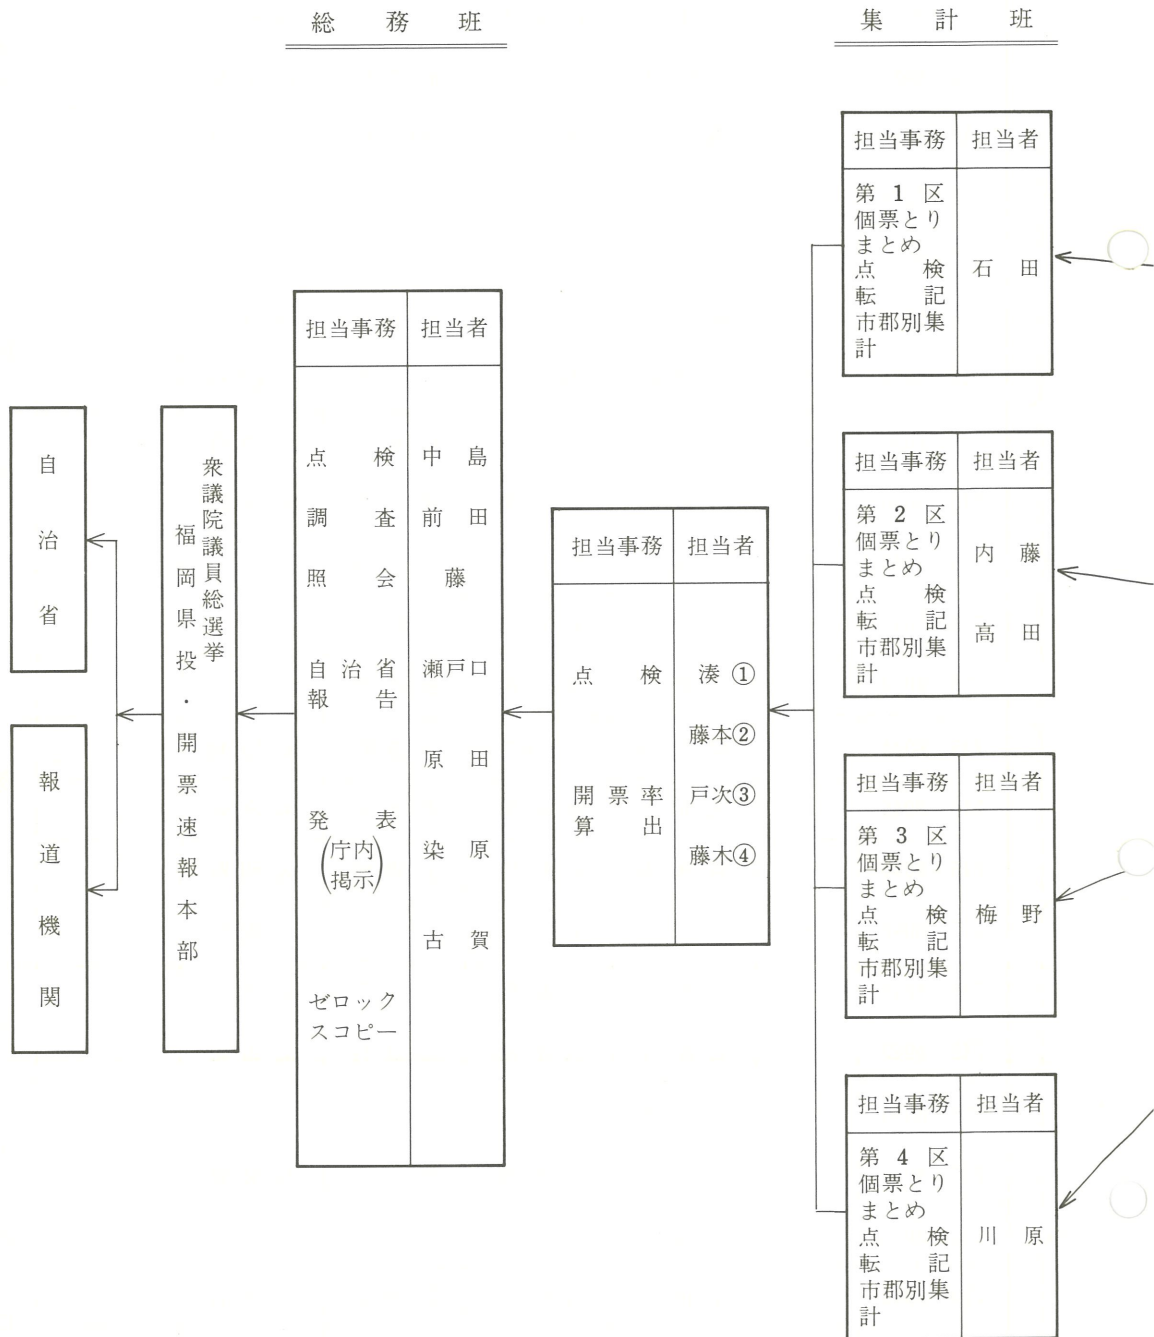 総務班
集計班
自治省
報道機関
衆議院議員総選挙
福岡県投・開票速報本部
担当事務 担当者
点検 中島
調査 前田
照会 藤
自治省 瀬戸口
報告
原田
発表
(庁内
掲示)
染原
古賀
ゼロック
スコピー
担当事務 担当者
点検 湊①
藤本②
開票率 戸次③
算出
藤木④
担当事務 担当者
第1区
個票とり
まとめ
点検
転記
市郡別集
計
石田
担当事務 担当者
第2区
個票とり
まとめ
点検
転記
市郡別集
計
内藤
高田
担当事務 担当者
第3区
個票とり
まとめ
点検
転記
市郡別集
計
梅野
担当事務 担当者
第4区
個票とり
まとめ
点検
転記
市郡別集
計
川原